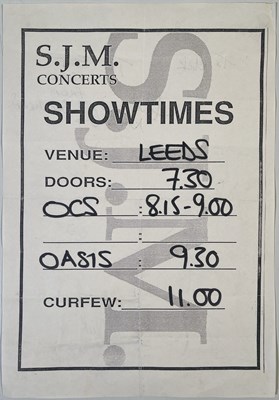 S.J.M.
CONCERTS
SHOWTIMES
VENUE: LEEDS
DOORS: 7.30
OCS : 8.15-9.00
:
OASIS : 9.30
CURFEW: 11.00
S.J.M.